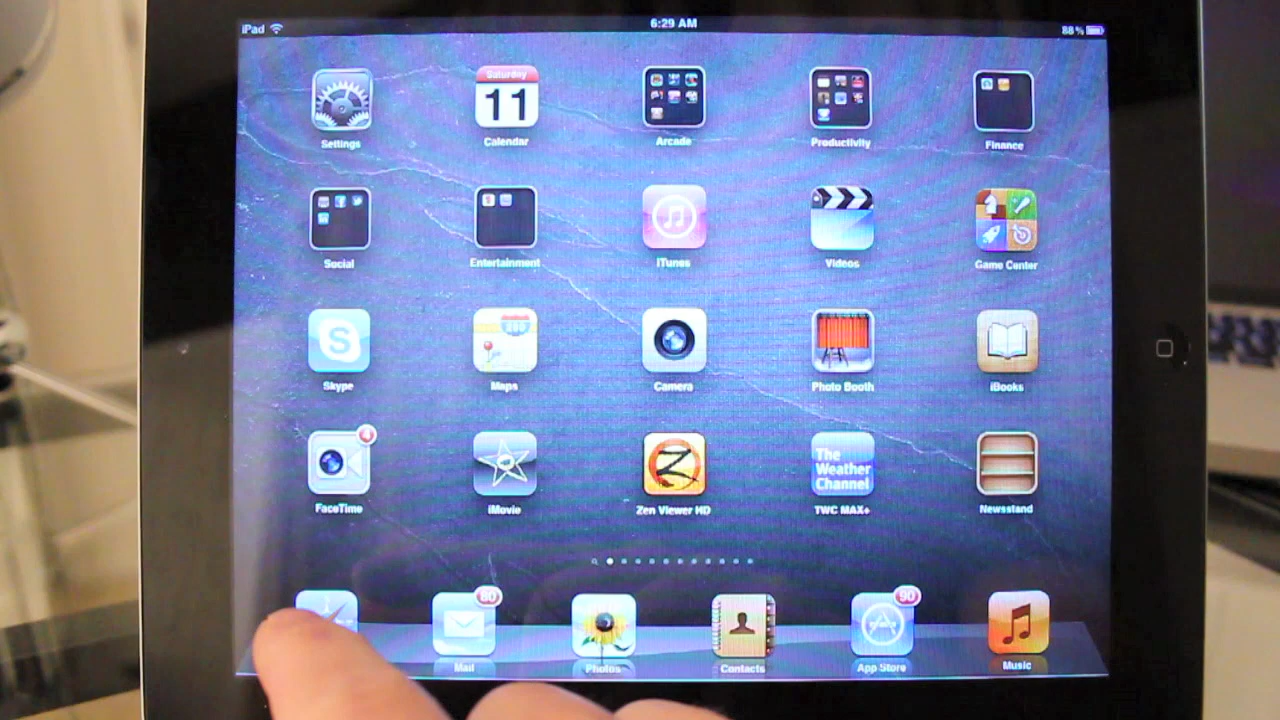 iPad 6:29 AM 88%
Saturday
11
Settings Calendar Arcade Productivity Finance
Social Entertainment iTunes Videos Game Center
S
280
Skype Maps Camera Photo Booth iBooks
4
The
Weather
Channel
FaceTime iMovie Zen Viewer HD TWC MAX+ Newsstand
80 90
Mail Photos Contacts App Store Music